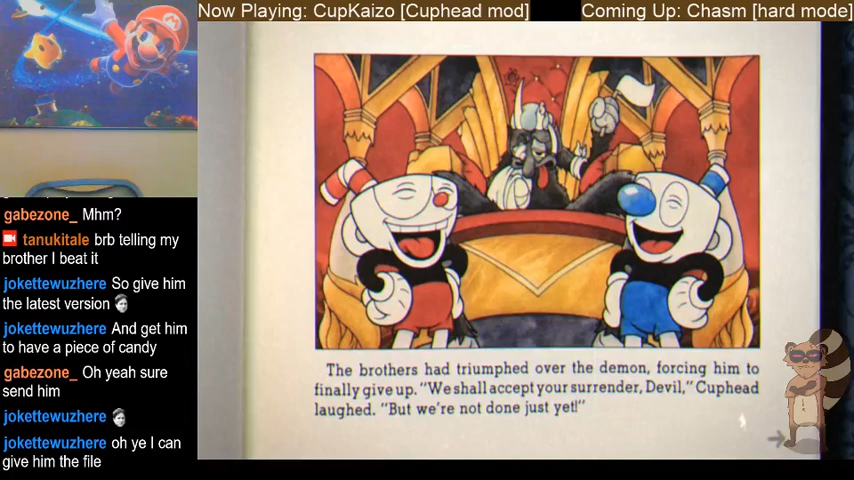 Now Playing: CupKaizo [Cuphead mod]
Coming Up: Chasm [hard mode]
gabezone_ Mhm?
tanukitale brb telling my
brother I beat it
jokettewuzhere So give him
the latest version
jokettewuzhere And get him
to have a piece of candy
gabezone_ Oh yeah sure
send him
jokettewuzhere
jokettewuzhere oh ye I can
give him the file
The brothers had triumphed over the demon, forcing him to
finally give up. "We shall accept your surrender, Devil," Cuphead
laughed. "But we're not done just yet!"